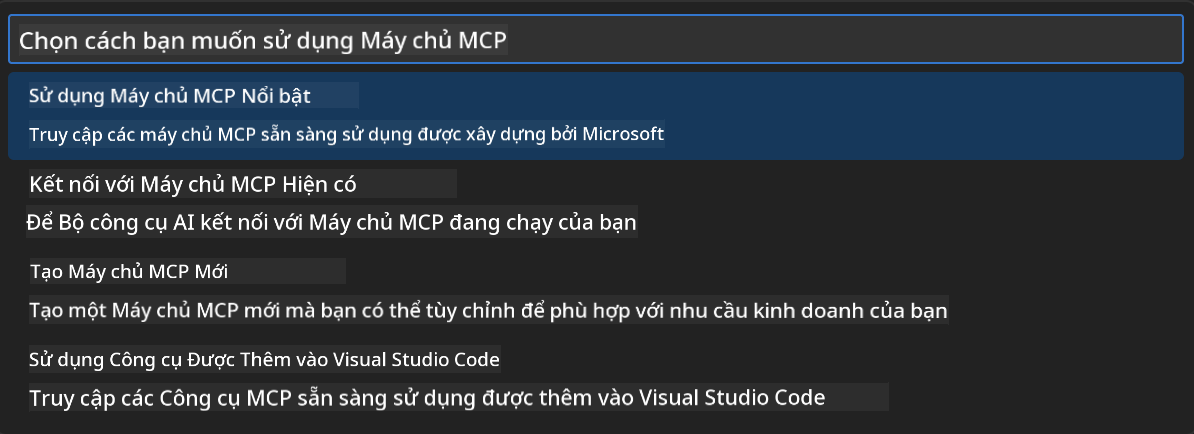 Chọn cách bạn muốn sử dụng Máy chủ MCP
Sử dụng Máy chủ MCP Nổi bật
Truy cập các máy chủ MCP sẵn sàng sử dụng được xây dựng bởi Microsoft
Kết nối với Máy chủ MCP Hiện có
Để Bộ công cụ AI kết nối với Máy chủ MCP đang chạy của bạn
Tạo Máy chủ MCP Mới
Tạo một Máy chủ MCP mới mà bạn có thể tùy chỉnh để phù hợp với nhu cầu kinh doanh của bạn
Sử dụng Công cụ Được Thêm vào Visual Studio Code
Truy cập các Công cụ MCP sẵn sàng sử dụng được thêm vào Visual Studio Code